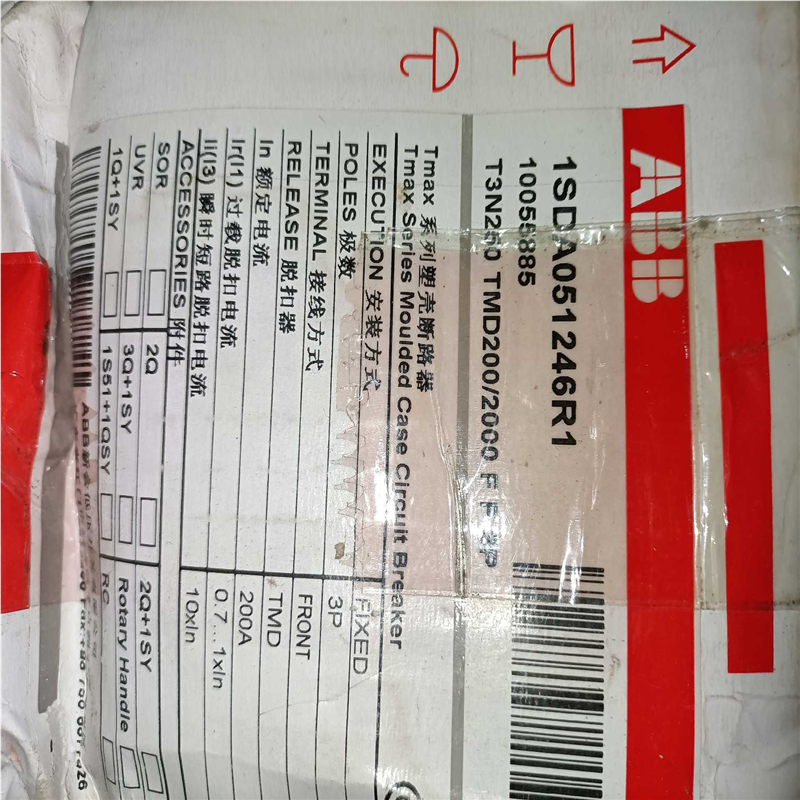 ABB
1SDA051246R1
10055885
T3N250 TMD200/2000 F F 3P
Tmax 系列塑壳断路器
Tmax Series Moulded Case Circuit Breaker
EXECUTION 安装方式 FIXED
POLES 极数 3P
TERMINAL 接线方式 FRONT
RELEASE 脱扣器 TMD
In 额定电流 200A
Ir(I1) 过载脱扣电流 0.7...1xIn
Ii(I3) 瞬时短路脱扣电流 10xIn
ACCESSORIES 附件
SOR 2Q 2Q+1SY
UVR 3Q+1SY Rotary Handle
1Q+1SY 1S51+1QSY RC